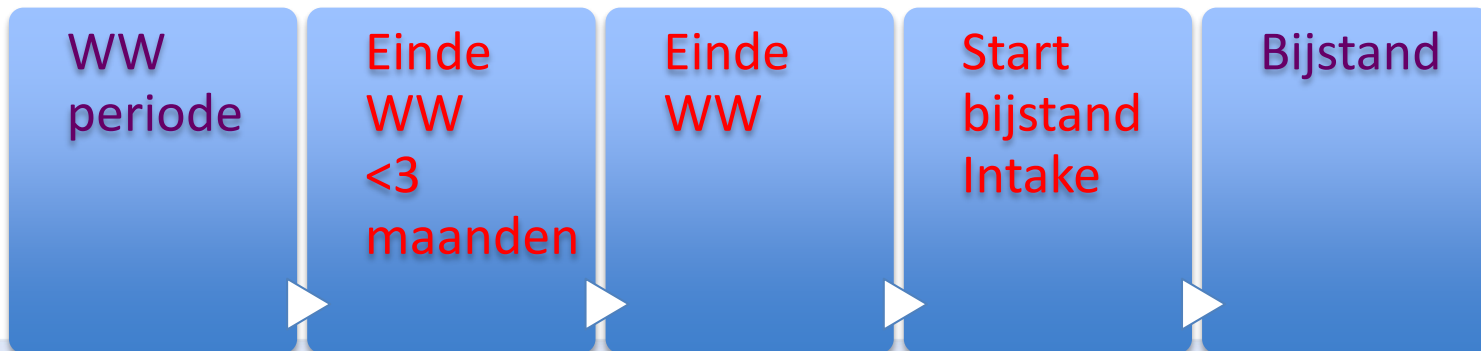 WW
periode
Einde
WW
<3
maanden
Einde
WW
Start
bijstand
Intake
Bijstand